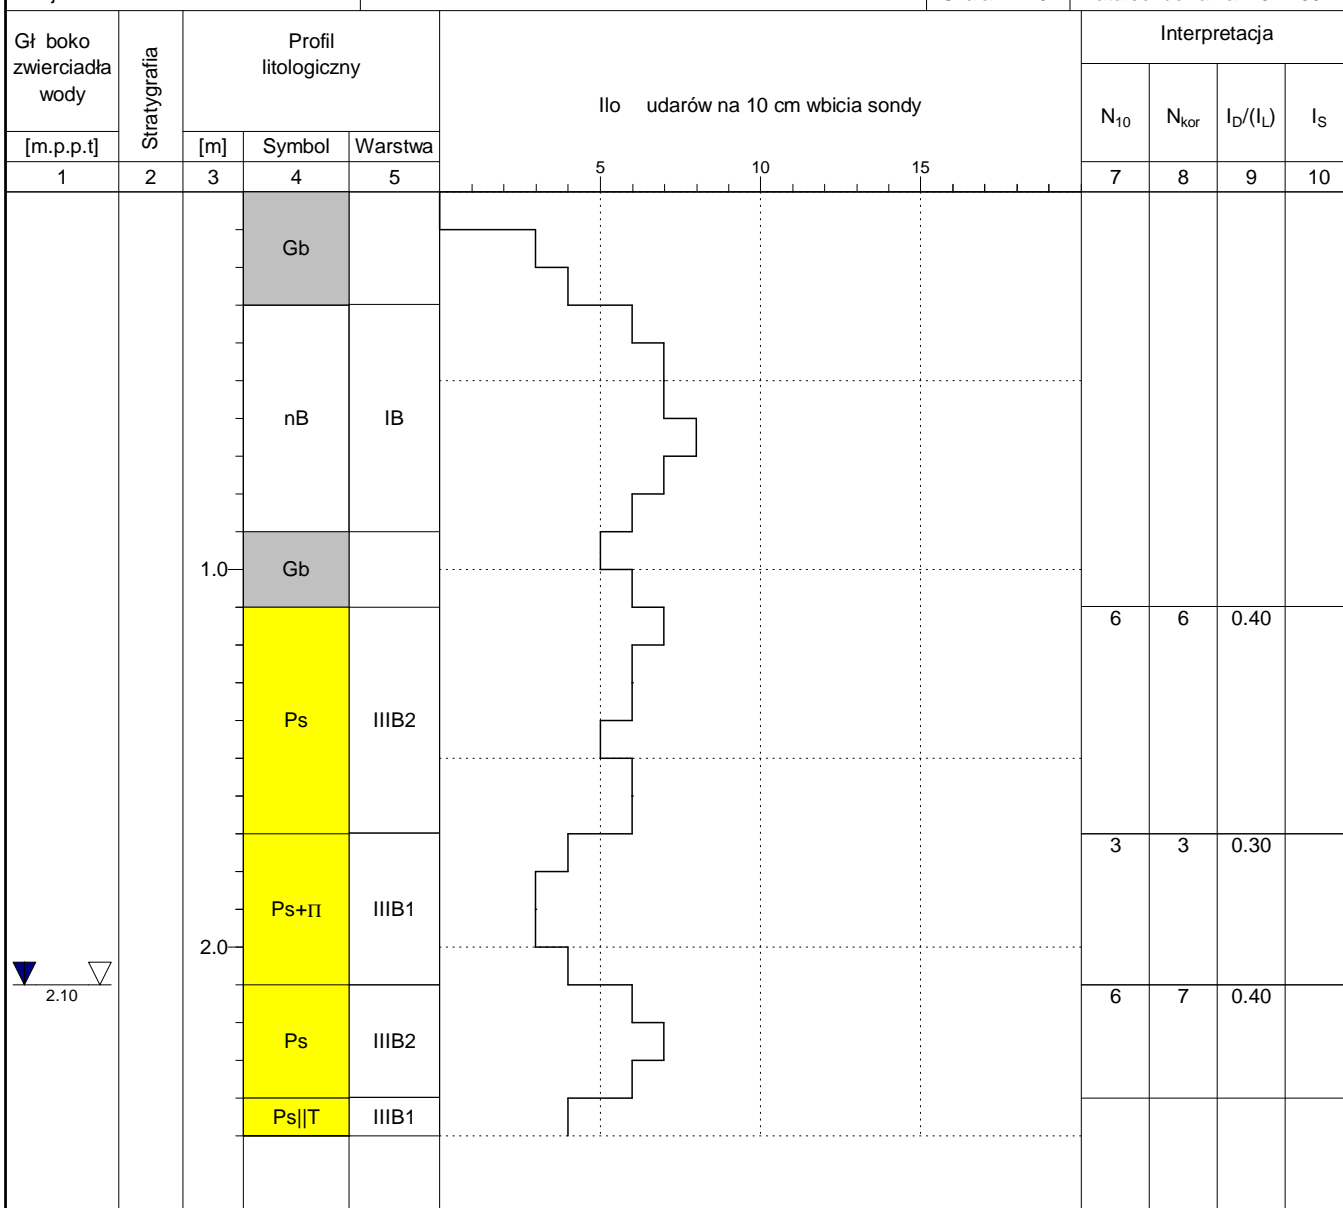 Gł boko
zwierciadła
wody
[m.p.p.t]
Stratygrafia
Profil
litologiczny
[m]
Symbol
Warstwa
Ilo udarów na 10 cm wbicia sondy
5
10
15
Interpretacja
N10
Nkor
ID/(IL)
IS
1
2
3
4
5
7
8
9
10
Gb
nB
IB
1.0
Gb
6
6
0.40
Ps
IIIB2
3
3
0.30
Ps+Π
IIIB1
2.0
2.10
6
7
0.40
Ps
IIIB2
Ps||T
IIIB1